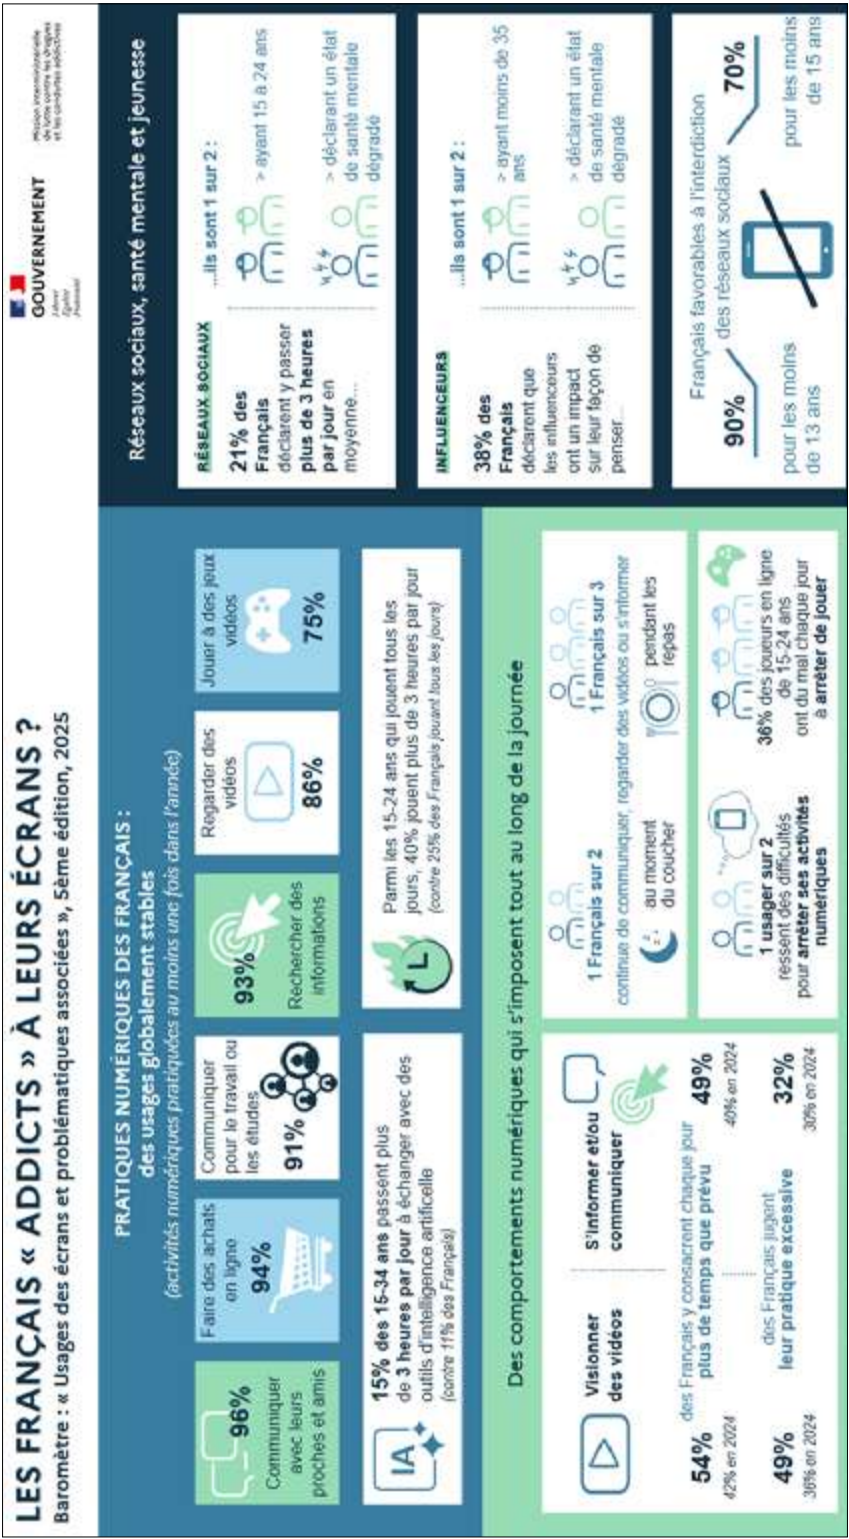 LES FRANÇAIS « ADDICTS » À LEURS ÉCRANS ?
Baromètre : « Usages des écrans et problématiques associées », 5ème édition, 2025
GOUVERNEMENT
Liberté
Égalité
Fraternité
Mission interministérielle
de lutte contre les drogues
et les conduites addictives
PRATIQUES NUMÉRIQUES DES FRANÇAIS :
des usages globalement stables
(activités numériques pratiquées au moins une fois dans l'année)
96%
Communiquer
avec leurs
proches et amis
Faire des achats
en ligne
94%
Communiquer
pour le travail ou
les études
91%
93%
Rechercher des
informations
Regarder des
vidéos
86%
Jouer à des jeux
vidéos
75%
IA
15% des 15-34 ans passent plus
de 3 heures par jour à échanger avec des
outils d'intelligence artificielle
(contre 11% des Français)
Parmi les 15-24 ans qui jouent tous les
jours, 40% jouent plus de 3 heures par jour
(contre 25% des Français jouant tous les jours)
Des comportements numériques qui s'imposent tout au long de la journée
Visionner
des vidéos
S'informer et/ou
communiquer
54%
42% en 2024
des Français y consacrent chaque jour
plus de temps que prévu
49%
40% en 2024
49%
36% en 2024
des Français jugent
leur pratique excessive
32%
30% en 2024
1 Français sur 2
1 Français sur 3
continue de communiquer, regarder des vidéos ou s'informer
au moment
du coucher
pendant les
repas
1 usager sur 2
ressent des difficultés
pour arrêter ses activités
numériques
36% des joueurs en ligne
de 15-24 ans
ont du mal chaque jour
à arrêter de jouer
Réseaux sociaux, santé mentale et jeunesse
RÉSEAUX SOCIAUX
21% des
Français
déclarent y passer
plus de 3 heures
par jour en
moyenne...
...ils sont 1 sur 2 :
> ayant 15 à 24 ans
> déclarant un état
de santé mentale
dégradé
INFLUENCEURS
38% des
Français
déclarent que
les influenceurs
ont un impact
sur leur façon de
penser...
...ils sont 1 sur 2 :
> ayant moins de 35
ans
> déclarant un état
de santé mentale
dégradé
Français favorables à l'interdiction
des réseaux sociaux
90%
pour les moins
de 13 ans
70%
pour les moins
de 15 ans